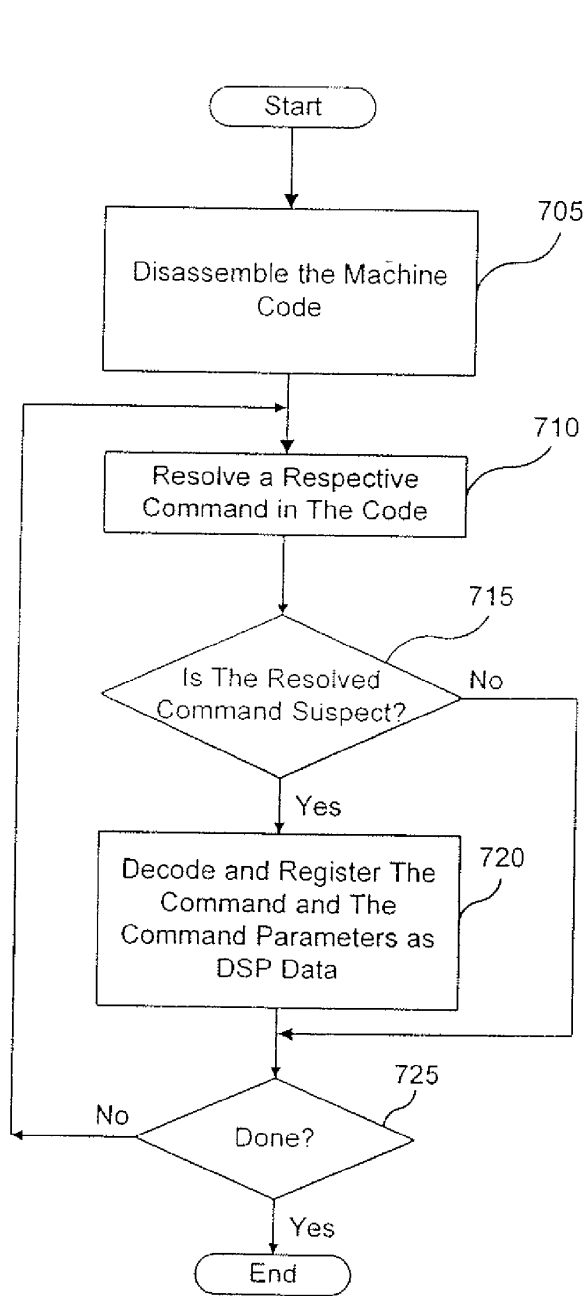 Start
705
Disassemble the Machine
Code
710
Resolve a Respective
Command in The Code
715
Is The Resolved
Command Suspect?
No
Yes
720
Decode and Register The
Command and The
Command Parameters as
DSP Data
725
No
Done?
Yes
End